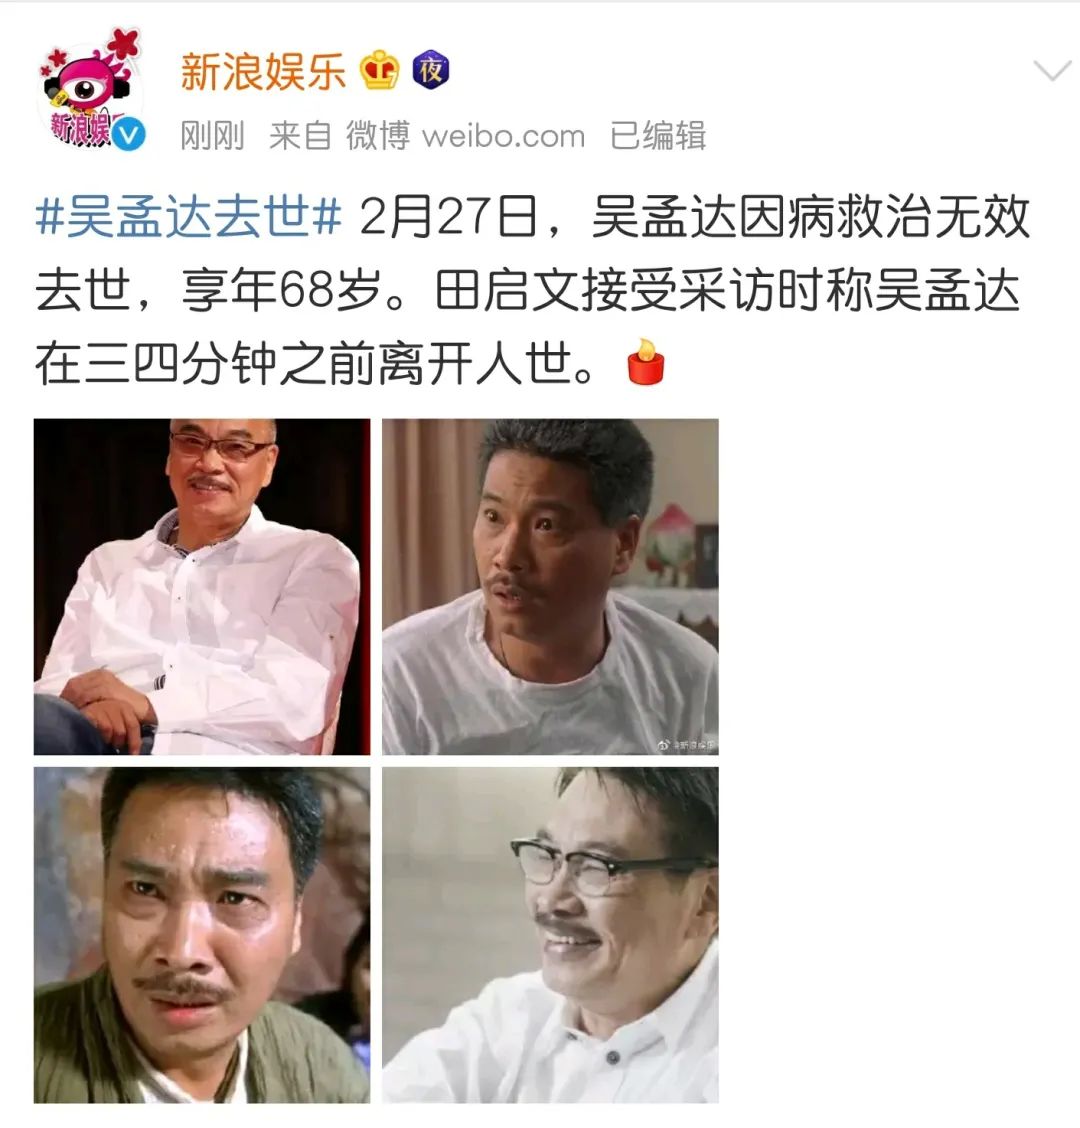 新浪娱乐 夜
新浪娱乐
刚刚 来自 微博 weibo.com 已编辑
#吴孟达去世# 2月27日，吴孟达因病救治无效
去世，享年68岁。田启文接受采访时称吴孟达
在三四分钟之前离开人世。
@新浪娱乐